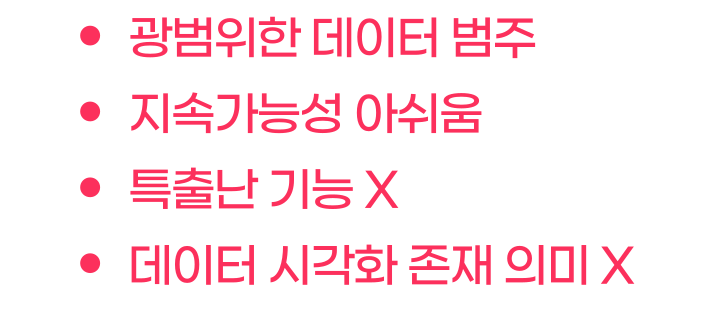 • 광범위한 데이터 범주
• 지속가능성 아쉬움
• 특출난 기능 X
• 데이터 시각화 존재 의미 X